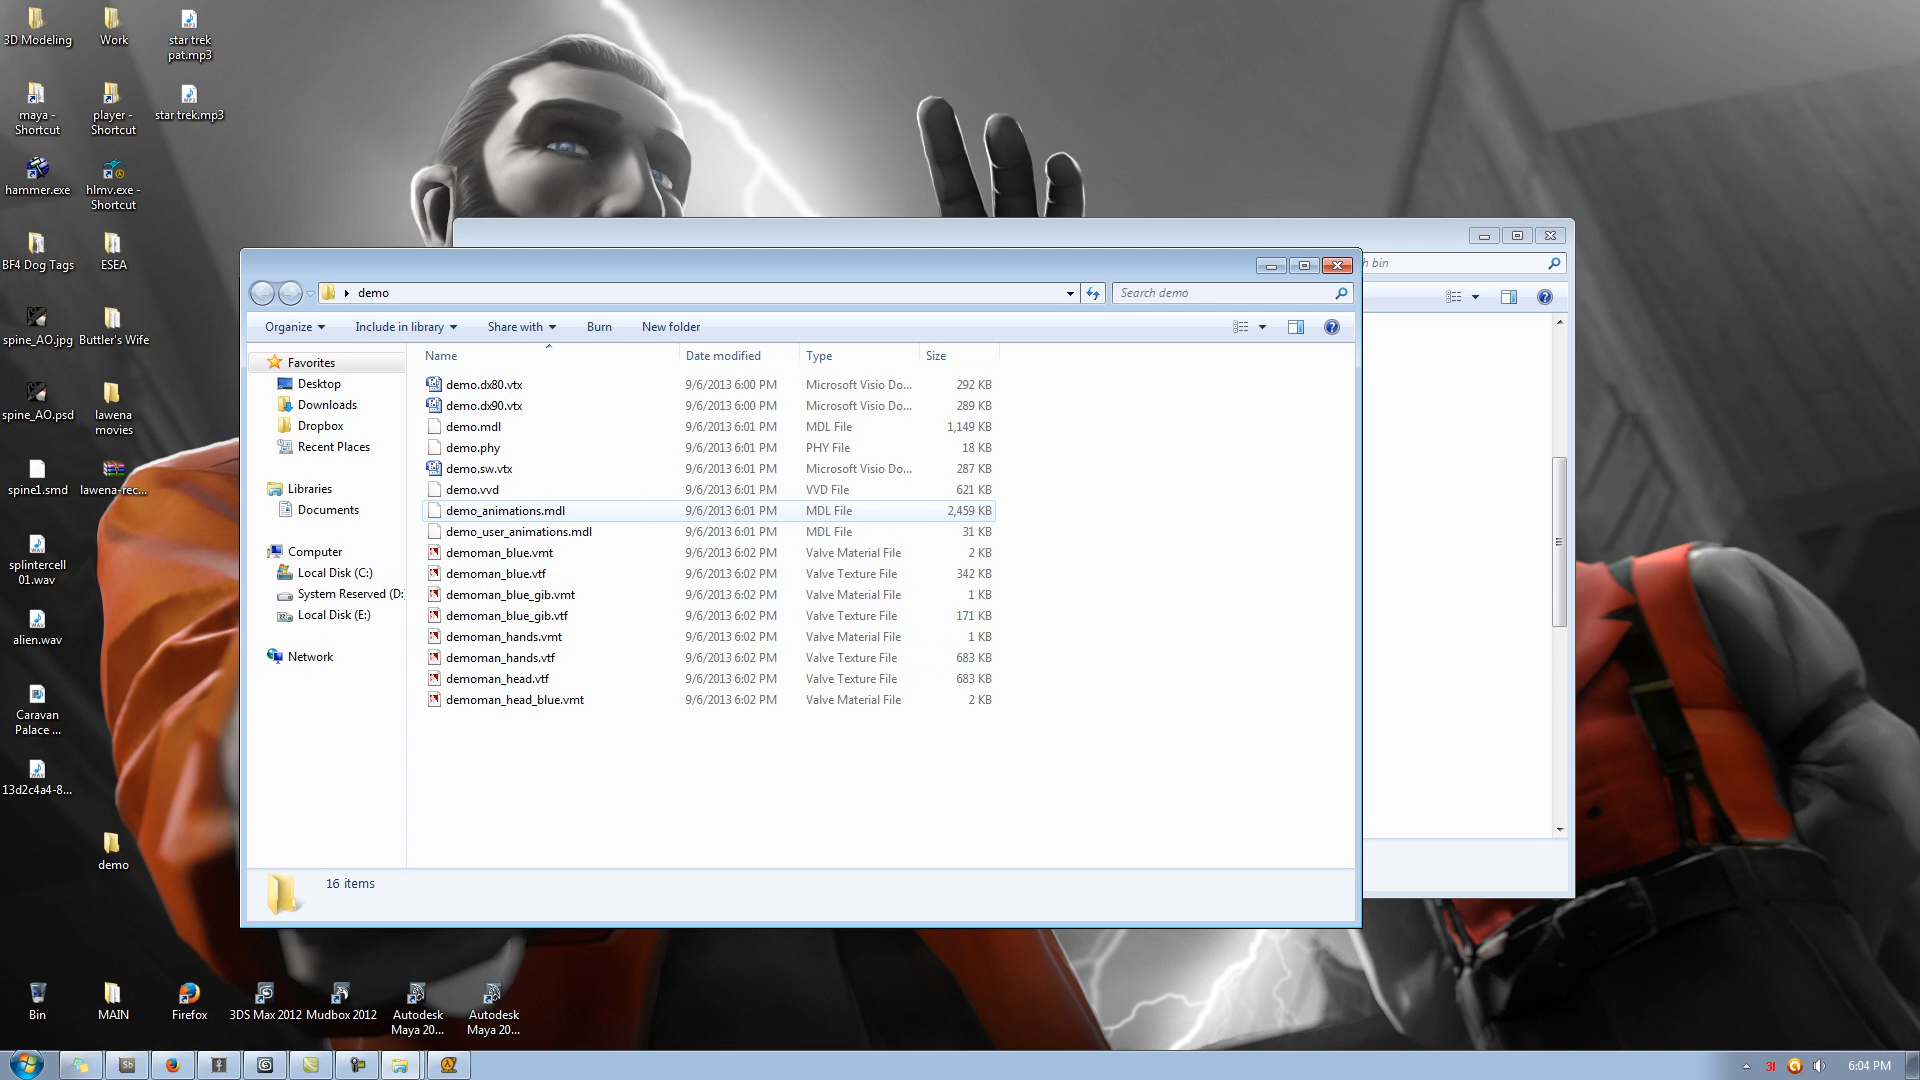 3D Modeling
Work
star trek
pat.mp3
maya -
Shortcut
player -
Shortcut
star trek.mp3
hammer.exe
hlmv.exe -
Shortcut
BF4 Dog Tags
ESEA
spine_AO.jpg
Buttler's Wife
spine_AO.psd
lawena
movies
spine1.smd
lawena-rec...
splintercell
01.wav
alien.wav
Caravan
Palace ...
13d2c4a4-8...
demo
h bin
demo
Search demo
Organize
Include in library
Share with
Burn
New folder
Favorites
Desktop
Downloads
Dropbox
Recent Places
Libraries
Documents
Computer
Local Disk (C:)
System Reserved (D:
Local Disk (E:)
Network
Name Date modified Type Size
demo.dx80.vtx 9/6/2013 6:00 PM Microsoft Visio Do... 292 KB
demo.dx90.vtx 9/6/2013 6:00 PM Microsoft Visio Do... 289 KB
demo.mdl 9/6/2013 6:01 PM MDL File 1,149 KB
demo.phy 9/6/2013 6:01 PM PHY File 18 KB
demo.sw.vtx 9/6/2013 6:01 PM Microsoft Visio Do... 287 KB
demo.vvd 9/6/2013 6:01 PM VVD File 621 KB
demo_animations.mdl 9/6/2013 6:01 PM MDL File 2,459 KB
demo_user_animations.mdl 9/6/2013 6:01 PM MDL File 31 KB
demoman_blue.vmt 9/6/2013 6:02 PM Valve Material File 2 KB
demoman_blue.vtf 9/6/2013 6:02 PM Valve Texture File 342 KB
demoman_blue_gib.vmt 9/6/2013 6:02 PM Valve Material File 1 KB
demoman_blue_gib.vtf 9/6/2013 6:02 PM Valve Texture File 171 KB
demoman_hands.vmt 9/6/2013 6:02 PM Valve Material File 1 KB
demoman_hands.vtf 9/6/2013 6:02 PM Valve Texture File 683 KB
demoman_head.vtf 9/6/2013 6:02 PM Valve Texture File 683 KB
demoman_head_blue.vmt 9/6/2013 6:02 PM Valve Material File 2 KB
16 items
Bin
MAIN
Firefox
3DS Max 2012
Mudbox 2012
Autodesk
Maya 20...
Autodesk
Maya 20...
Sb
31
6:04 PM